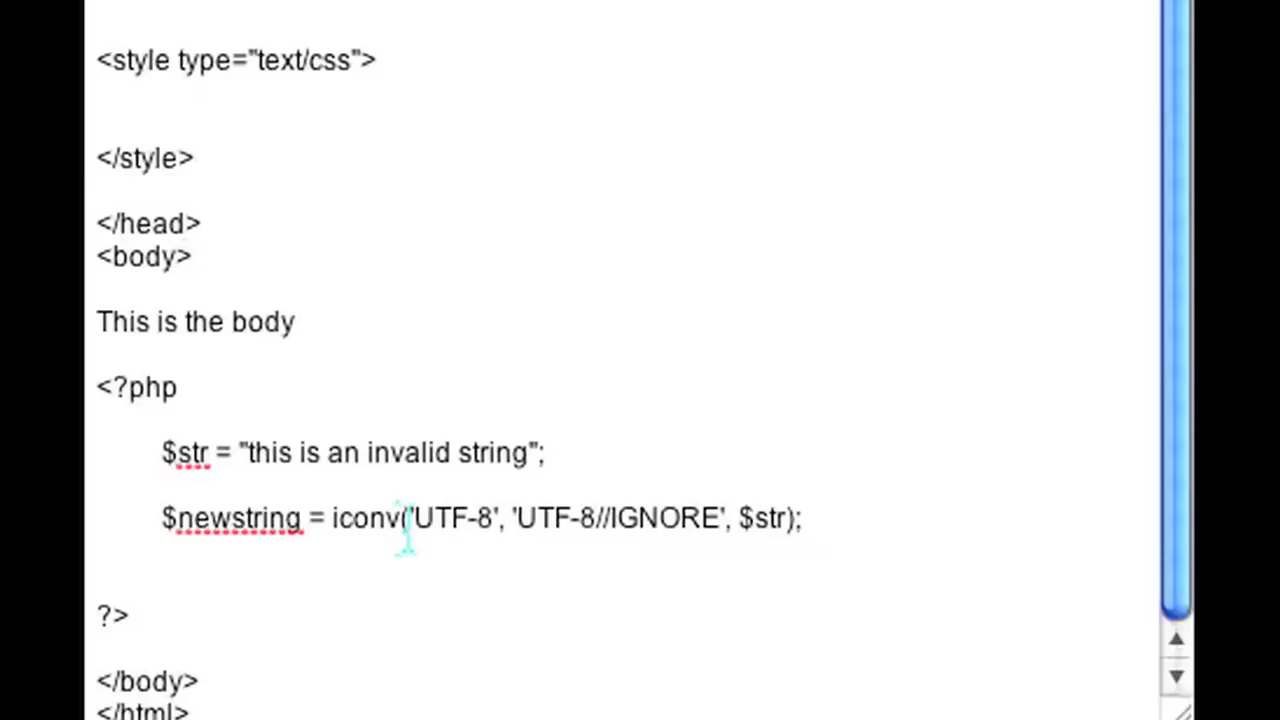 <style type="text/css">
</style>
</head>
<body>
This is the body
<?php
$str = "this is an invalid string";
$newstring = iconv('UTF-8', 'UTF-8//IGNORE', $str);
?>
</body>
</html>